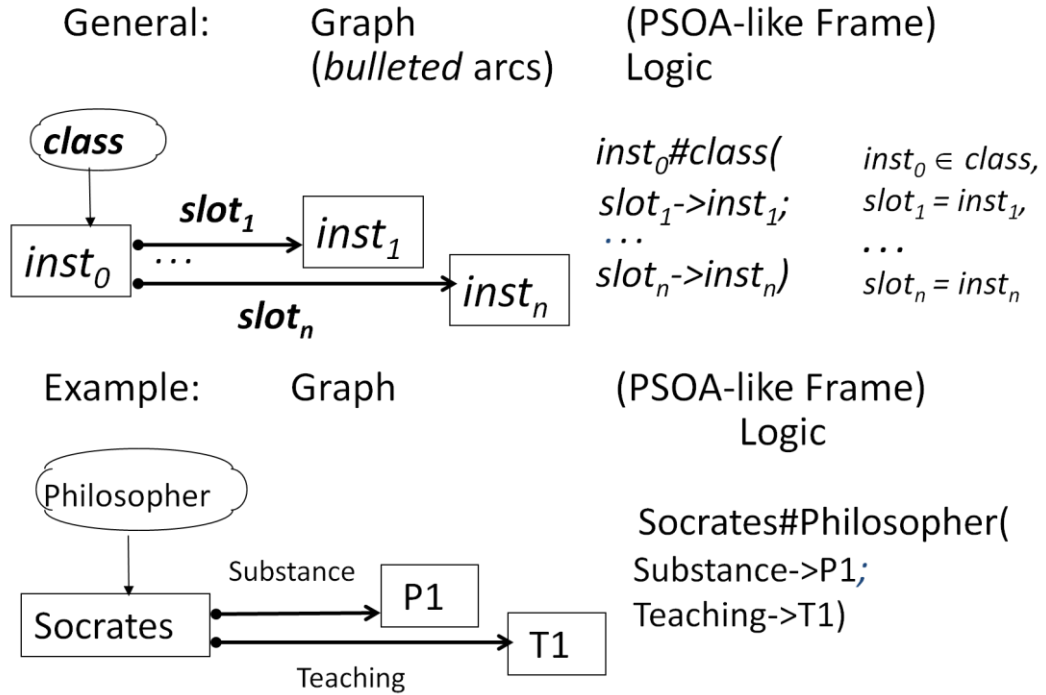 General: Graph (PSOA-like Frame)
(bulleted arcs) Logic
class
inst₀#class( inst₀ ∈ class,
slot₁ slot₁->inst₁; slot₁ = inst₁,
inst₀ ... inst₁ ... ...
instₙ slotₙ->instₙ) slotₙ = instₙ
slotₙ
Example: Graph (PSOA-like Frame)
Logic
Philosopher
Socrates#Philosopher(
Substance Substance->P1;
P1
Socrates Teaching->T1)
T1
Teaching